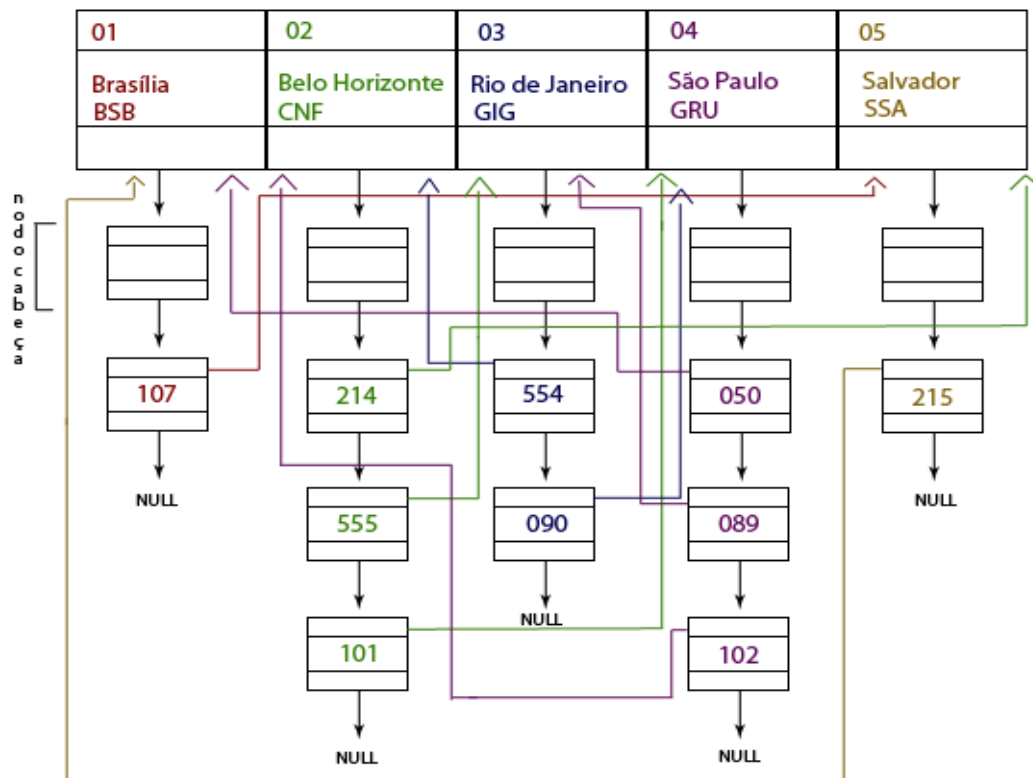 01 02 03 04 05
Brasília Belo Horizonte Rio de Janeiro São Paulo Salvador
BSB CNF GIG GRU SSA
nodocabeça
107 214 554 050 215
NULL 555 090 089 NULL
NULL
101 102
NULL NULL